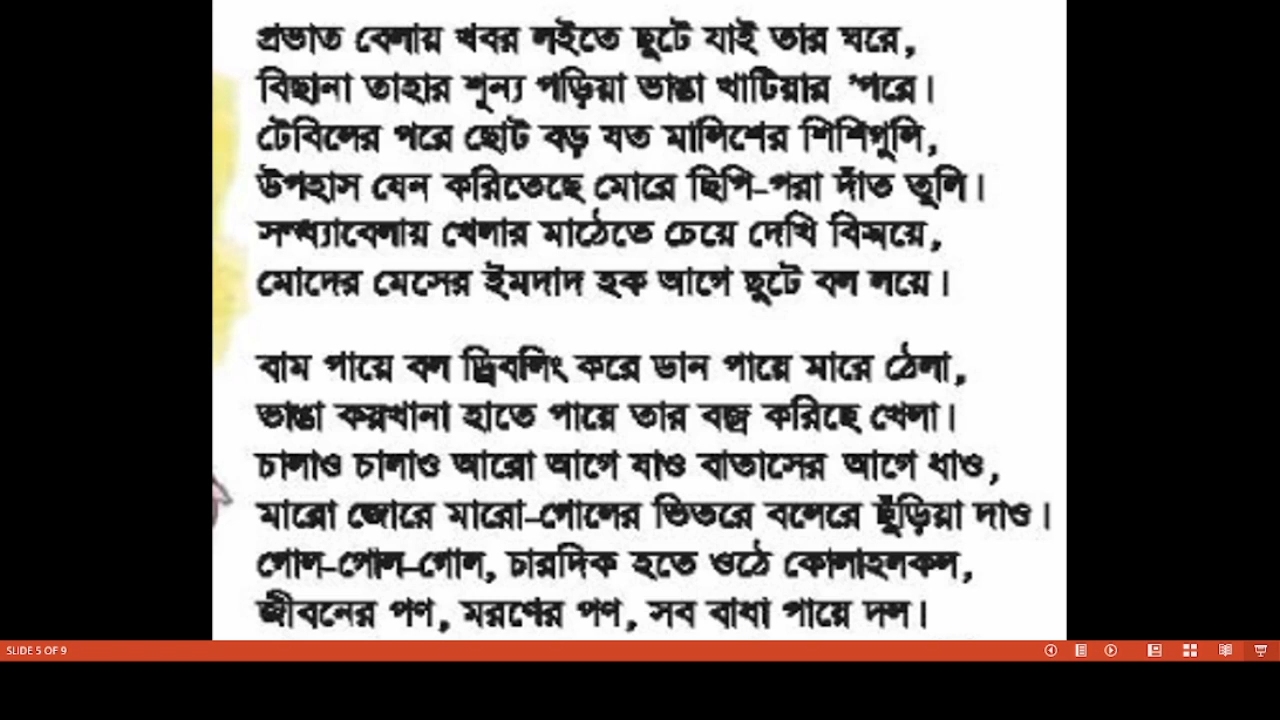 প্রভাত বেলায় খবর লইতে ছুটে যাই তার ঘরে,
বিছানা তাহার শূন্য পড়িয়া ভাঙা খাটিয়ার 'পরে।
টেবিলের পরে ছোট বড় যত মালিশের শিশিগুলি,
উপহাস যেন করিতেছে মোরে ছিপি-পরা দাঁত তুলি।
সন্ধ্যাবেলায় খেলার মাঠেতে চেয়ে দেখি বিস্ময়ে,
মোদের মেসের ইমদাদ হক আগে ছুটে বল লয়ে।
বাম পায়ে বল ড্রিবলিং করে ডান পায়ে মারে ঠেলা,
ভাঙা কয়খানা হাতে পায়ে তার বজ্র করিছে খেলা।
চালাও চালাও আরো আগে যাও বাতাসের আগে ধাও,
মারো জোরে মারো-গোলের ভিতরে বলেরে ছুঁড়িয়া দাও।
গোল-গোল-গোল, চারদিক হতে ওঠে কোলাহলকল,
জীবনের পণ, মরণের পণ, সব বাধা পায়ে দল।
SLIDE 5 OF 9